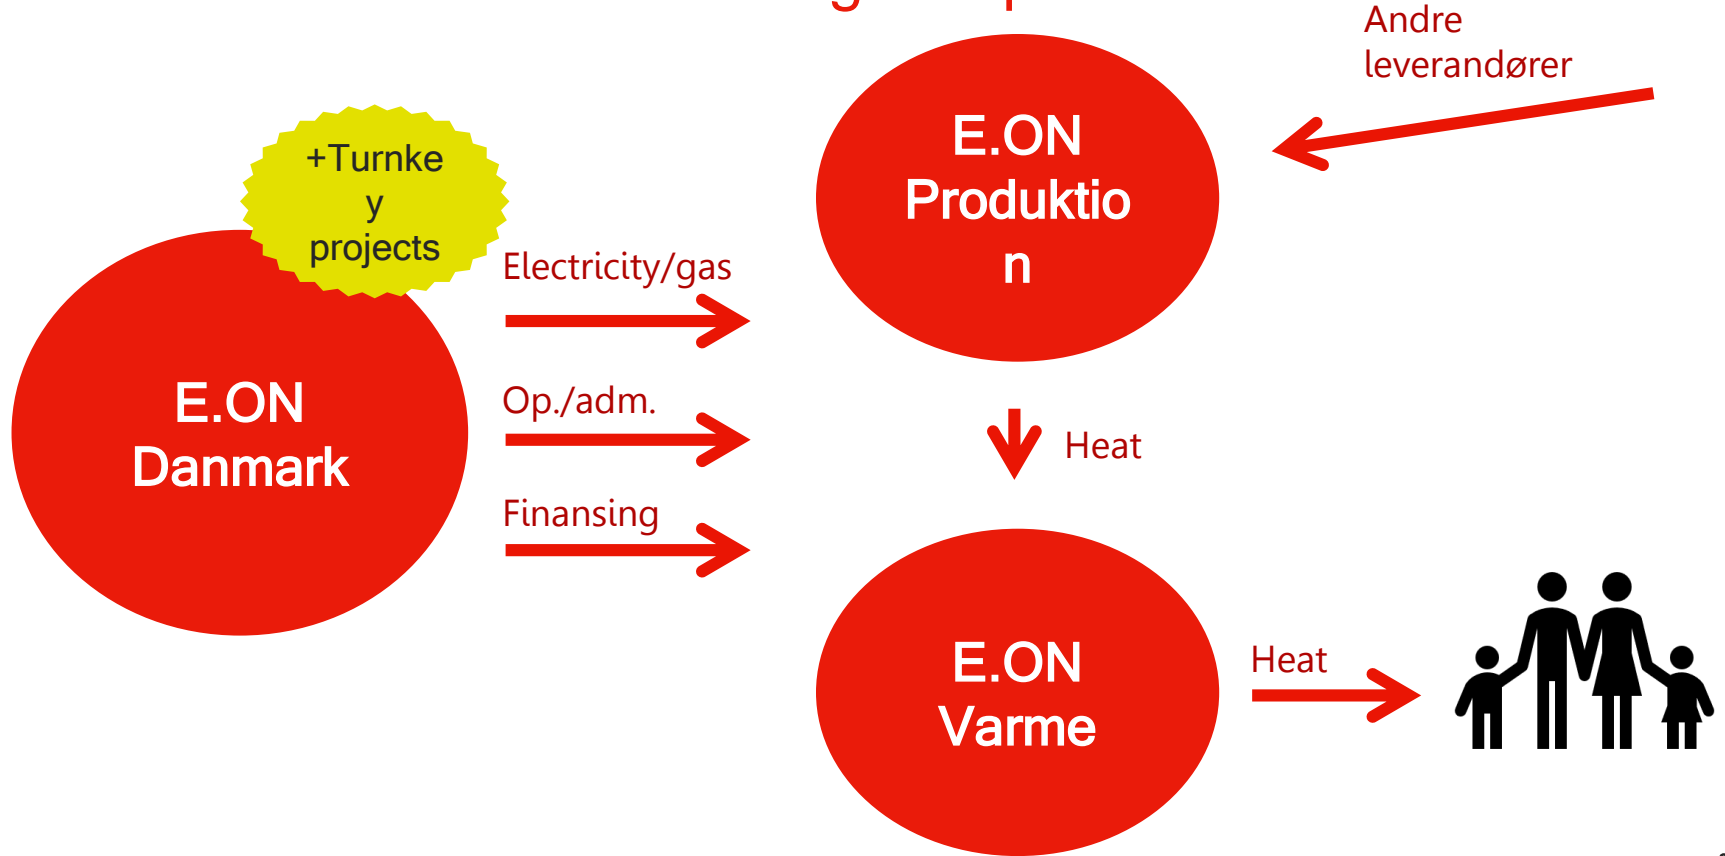 Andre
leverandører
+Turnke
y
projects
E.ON
Produktio
n
Electricity/gas
E.ON
Danmark
Op./adm.
Heat
Finansing
E.ON
Varme
Heat